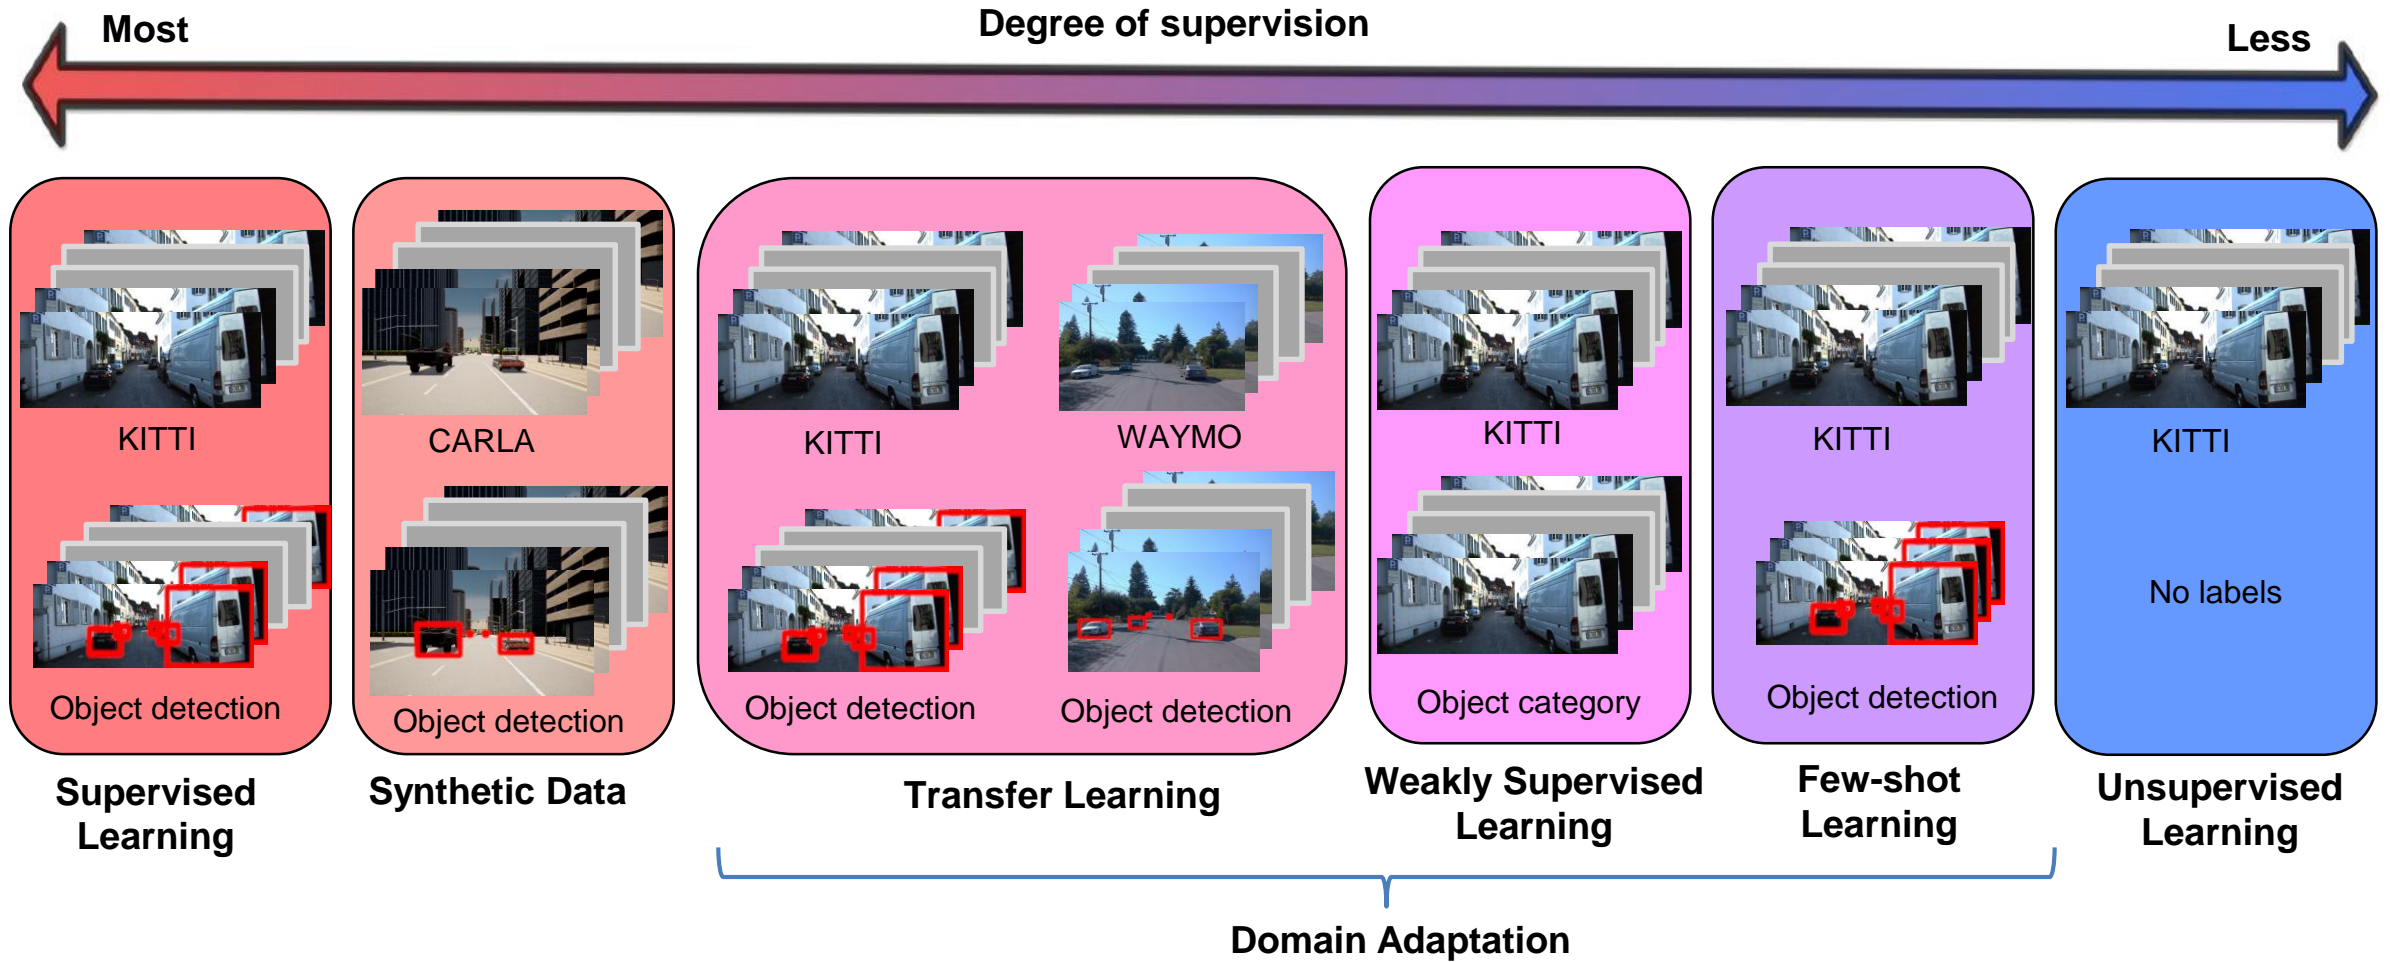 Most
Degree of supervision
Less
KITTI
CARLA
KITTI
WAYMO
KITTI
KITTI
KITTI
No labels
Object detection
Object detection
Object detection
Object detection
Object category
Object detection
Supervised
Learning
Synthetic Data
Transfer Learning
Weakly Supervised
Learning
Few-shot
Learning
Unsupervised
Learning
Domain Adaptation